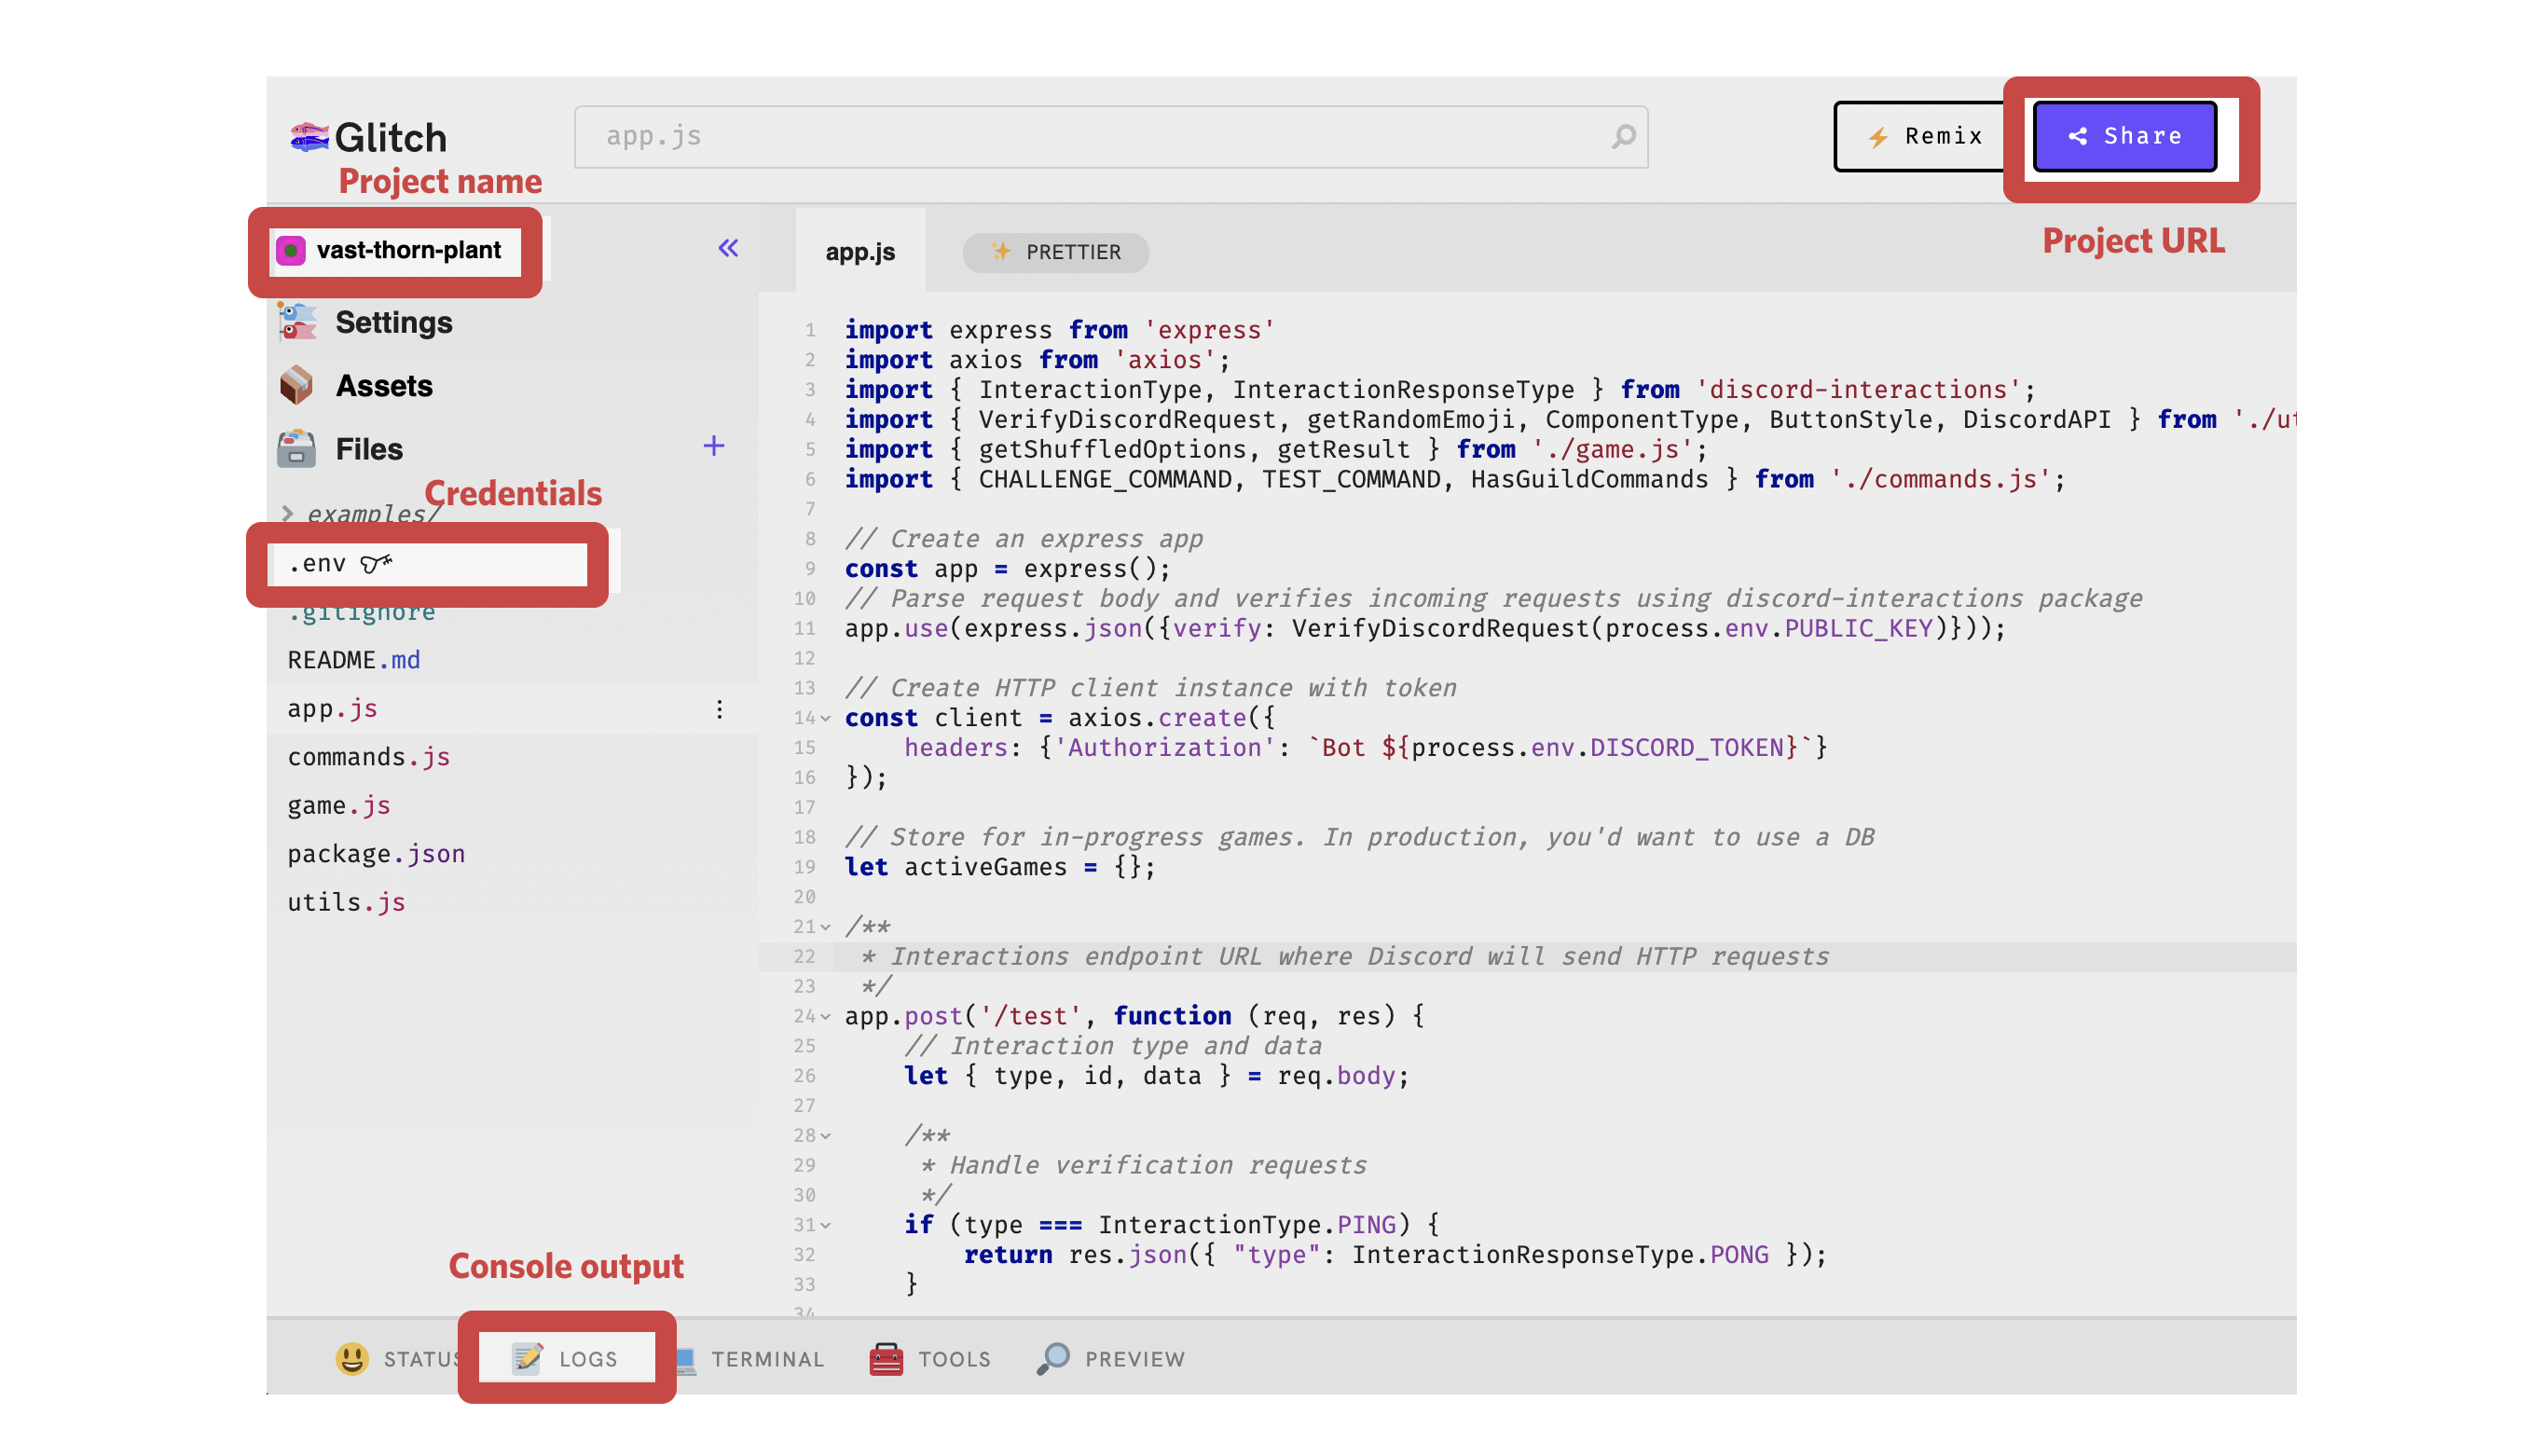 Glitch
app.js
Remix
Share
Project name
vast-thorn-plant
Project URL
Settings
Assets
Files
Credentials
examples/
.env
.gitignore
README.md
app.js
commands.js
game.js
package.json
utils.js
app.js
PRETTIER
1 import express from 'express'
2 import axios from 'axios';
3 import { InteractionType, InteractionResponseType } from 'discord-interactions';
4 import { VerifyDiscordRequest, getRandomEmoji, ComponentType, ButtonStyle, DiscordAPI } from './ut
5 import { getShuffledOptions, getResult } from './game.js';
6 import { CHALLENGE_COMMAND, TEST_COMMAND, HasGuildCommands } from './commands.js';
7
8 // Create an express app
9 const app = express();
10 // Parse request body and verifies incoming requests using discord-interactions package
11 app.use(express.json({verify: VerifyDiscordRequest(process.env.PUBLIC_KEY)}));
12
13 // Create HTTP client instance with token
14 const client = axios.create({
15     headers: {'Authorization': `Bot ${process.env.DISCORD_TOKEN}`}
16 });
17
18 // Store for in-progress games. In production, you'd want to use a DB
19 let activeGames = {};
20
21 /**
22  * Interactions endpoint URL where Discord will send HTTP requests
23  */
24 app.post('/test', function (req, res) {
25     // Interaction type and data
26     let { type, id, data } = req.body;
27
28     /**
29      * Handle verification requests
30      */
31     if (type === InteractionType.PING) {
32         return res.json({ "type": InteractionResponseType.PONG });
33     }
34
Console output
STATUS
LOGS
TERMINAL
TOOLS
PREVIEW